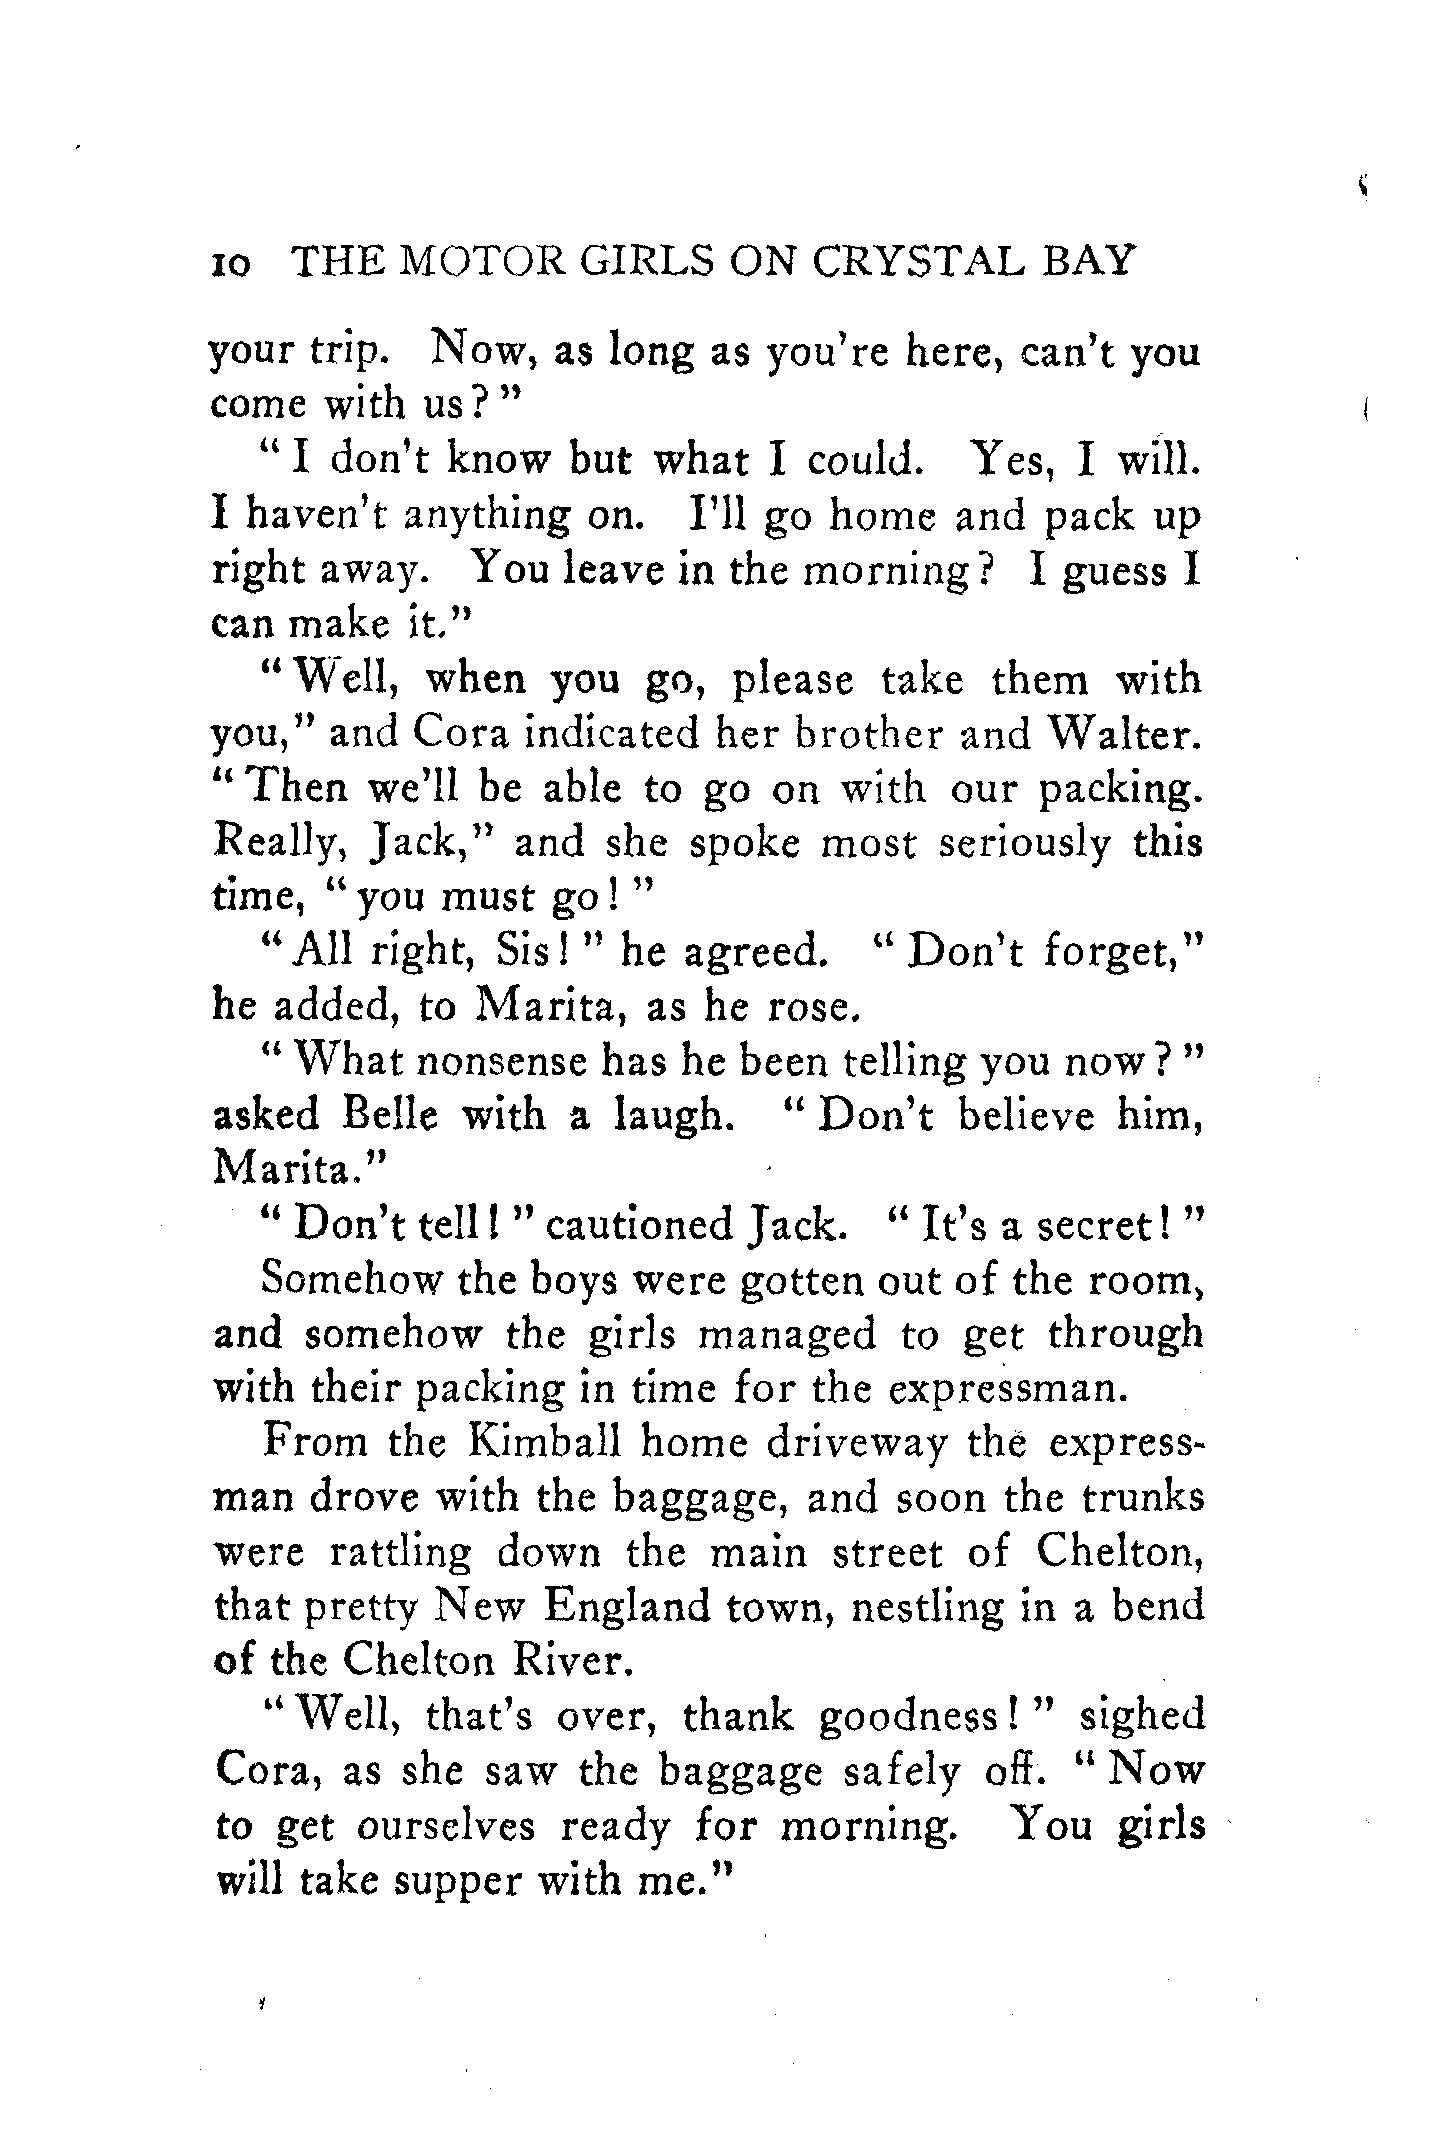 10 THE MOTOR GIRLS ON CRYSTAL BAY
your trip. Now, as long as you're here, can't you
come with us?"
"I don't know but what I could. Yes, I will.
I haven't anything on. I'll go home and pack up
right away. You leave in the morning? I guess I
can make it."
"Well, when you go, please take them with
you," and Cora indicated her brother and Walter.
"Then we'll be able to go on with our packing.
Really, Jack," and she spoke most seriously this
time, "you must go!"
"All right, Sis!" he agreed. "Don't forget,"
he added, to Marita, as he rose.
"What nonsense has he been telling you now?"
asked Belle with a laugh. "Don't believe him,
Marita."
"Don't tell!" cautioned Jack. "It's a secret!"
Somehow the boys were gotten out of the room,
and somehow the girls managed to get through
with their packing in time for the expressman.
From the Kimball home driveway the express-
man drove with the baggage, and soon the trunks
were rattling down the main street of Chelton,
that pretty New England town, nestling in a bend
of the Chelton River.
"Well, that's over, thank goodness!" sighed
Cora, as she saw the baggage safely off. "Now
to get ourselves ready for morning. You girls
will take supper with me."